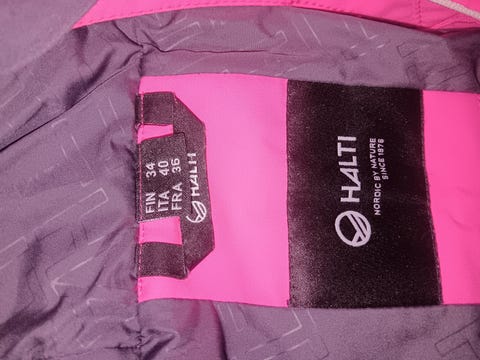 FIN 34
ITA 40
FRA 36
HALTI
HALTI
NORDIC BY NATURE
SINCE 1976